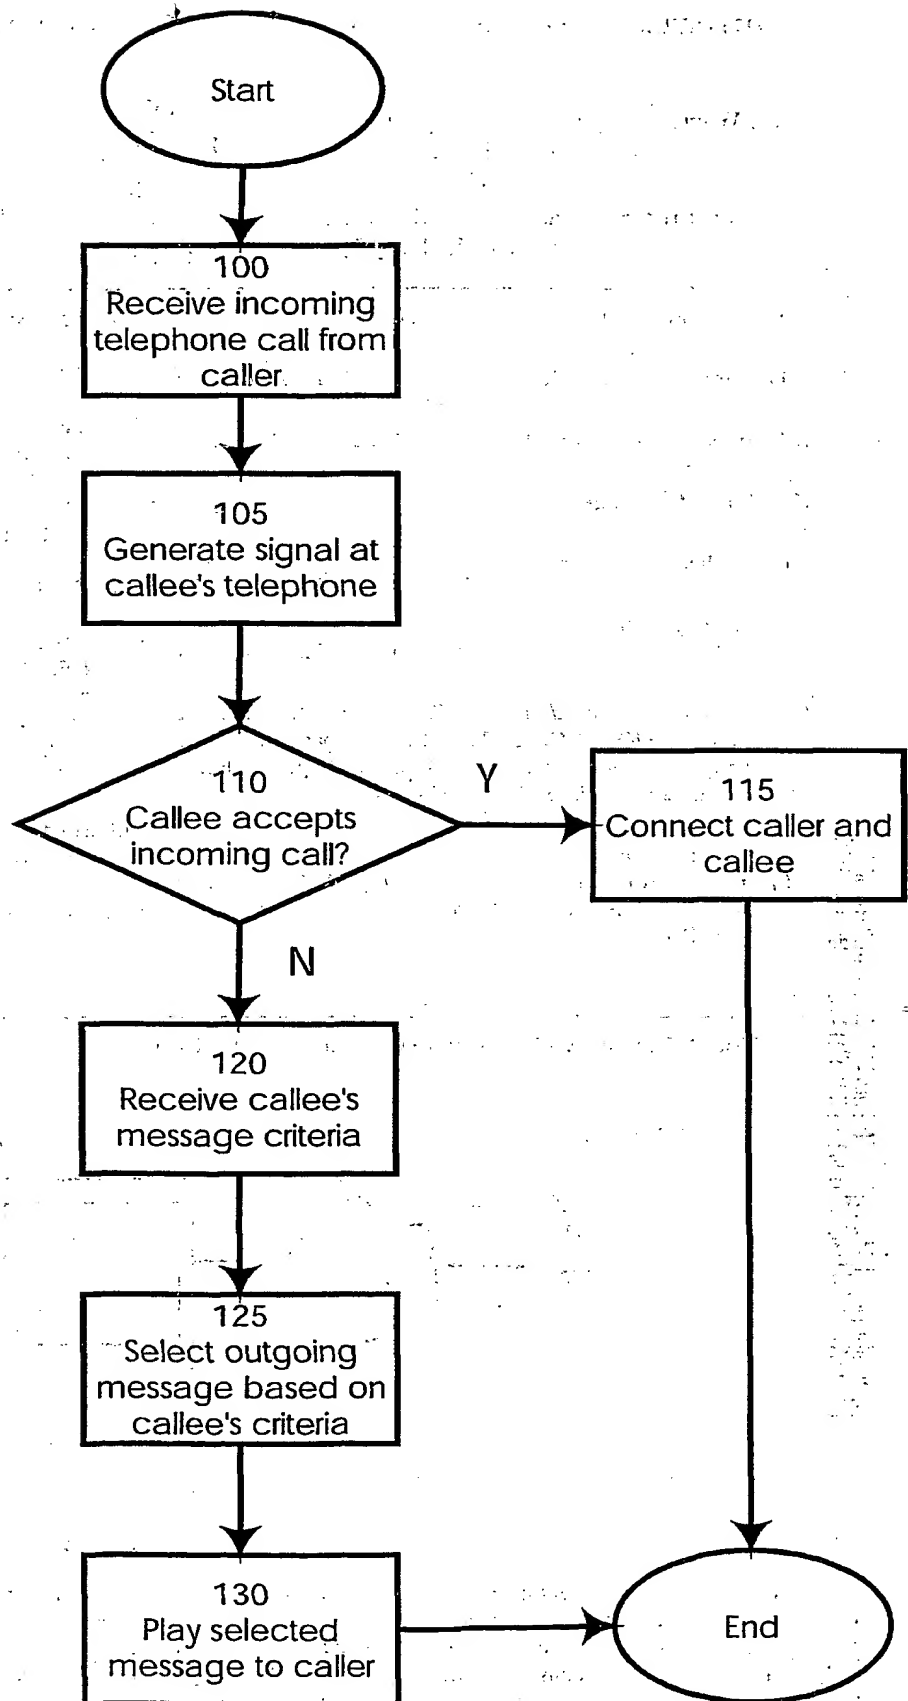 Start
100
Receive incoming
telephone call from
caller
105
Generate signal at
callee's telephone
110
Callee accepts
incoming call?
Y
115
Connect caller and
callee
N
120
Receive callee's
message criteria
125
Select outgoing
message based on
callee's criteria
130
Play selected
message to caller
End